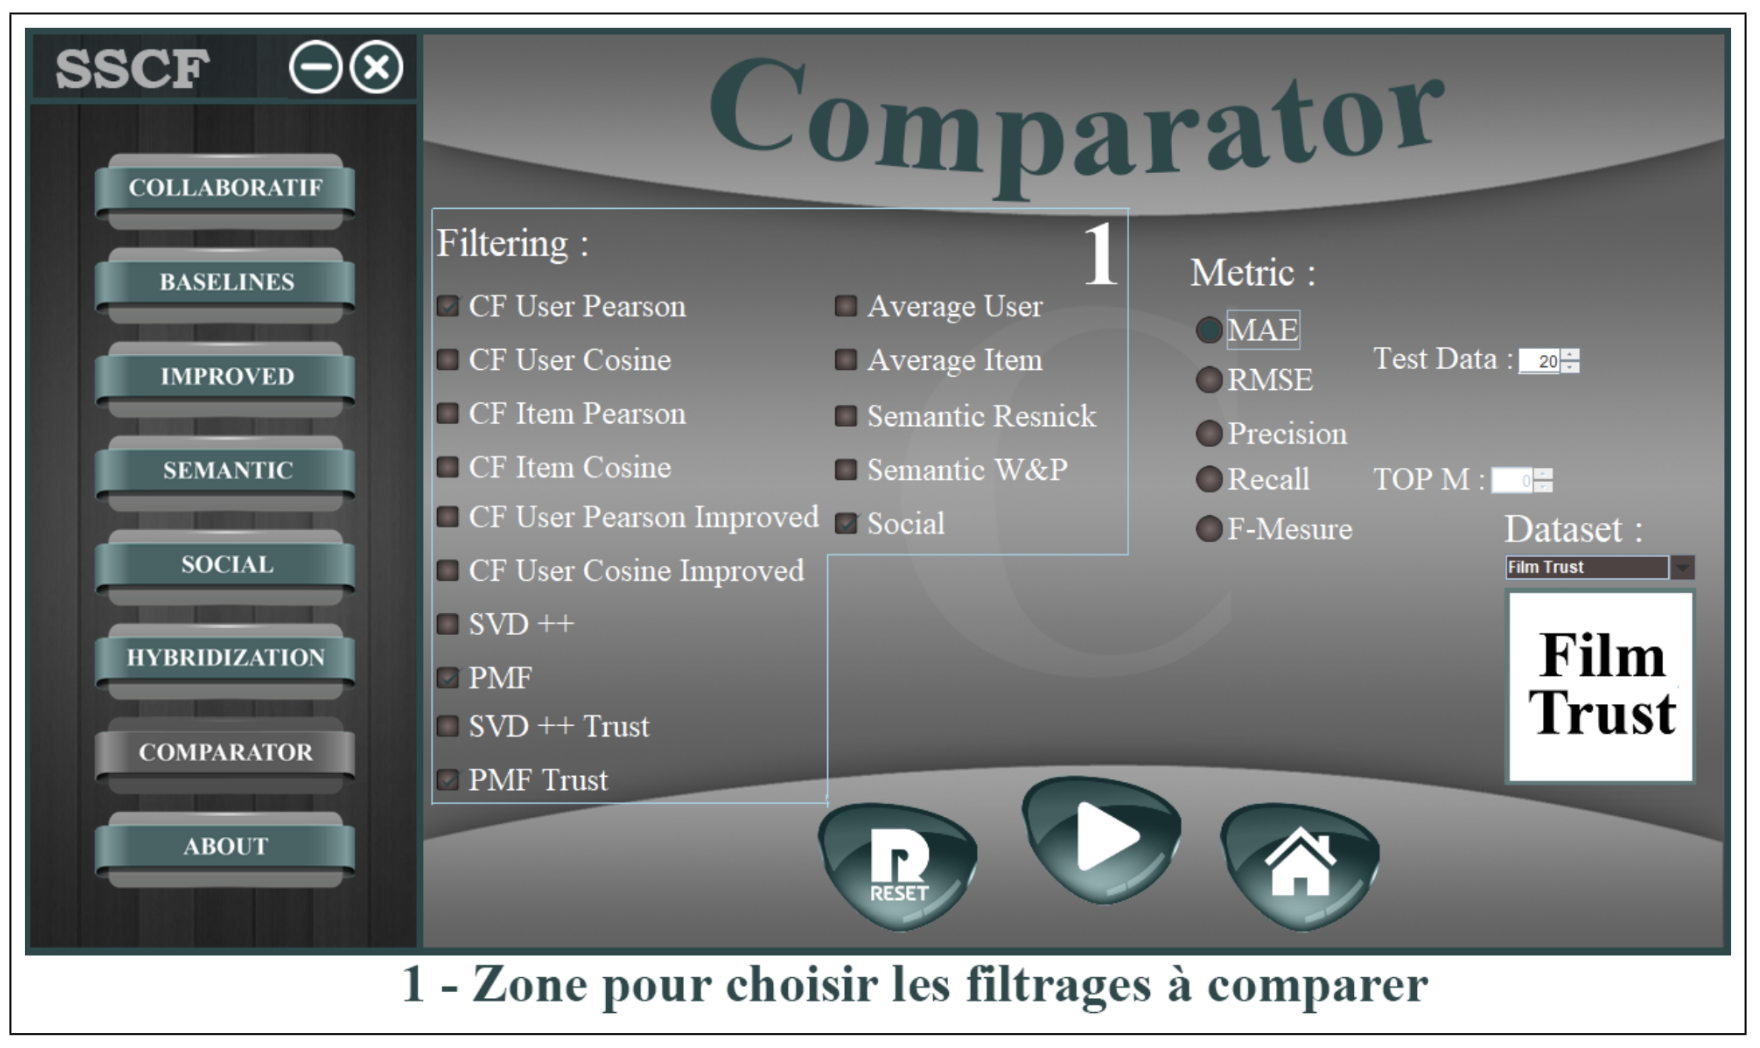 SSCF
Comparator
COLLABORATIF
BASELINES
IMPROVED
SEMANTIC
SOCIAL
HYBRIDIZATION
COMPARATOR
ABOUT
Filtering :
1
CF User Pearson
CF User Cosine
CF Item Pearson
CF Item Cosine
CF User Pearson Improved
CF User Cosine Improved
SVD ++
PMF
SVD ++ Trust
PMF Trust
Average User
Average Item
Semantic Resnick
Semantic W&P
Social
Metric :
MAE
RMSE
Precision
Recall
F-Mesure
Test Data : 20
TOP M : 0
Dataset :
Film Trust
Film
Trust
C
RESET
1 - Zone pour choisir les filtrages à comparer